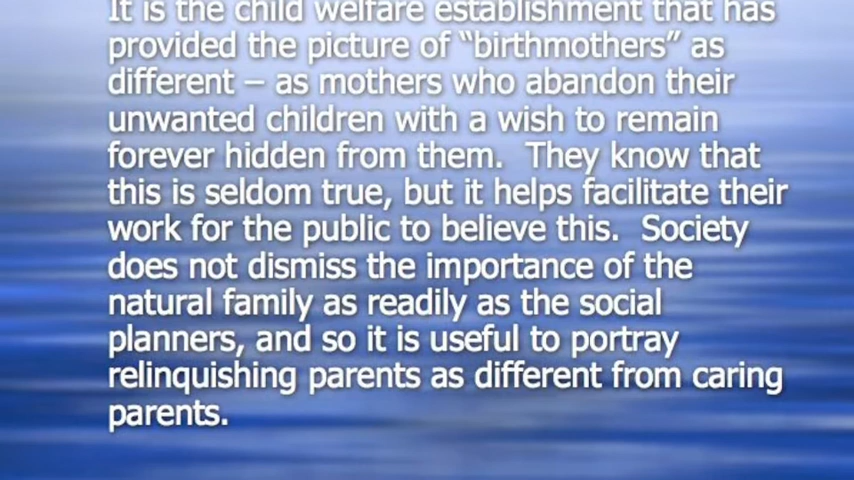 It is the child welfare establishment that has
provided the picture of “birthmothers” as
different – as mothers who abandon their
unwanted children with a wish to remain
forever hidden from them.  They know that
this is seldom true, but it helps facilitate their
work for the public to believe this.  Society
does not dismiss the importance of the
natural family as readily as the social
planners, and so it is useful to portray
relinquishing parents as different from caring
parents.